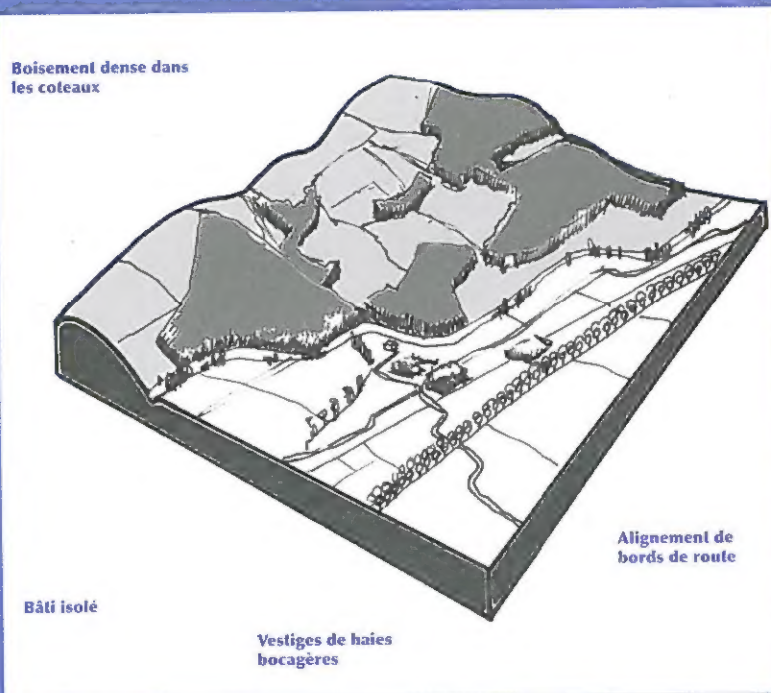 Boisement dense dans
les coteaux
Alignement de
bords de route
Bâti isolé
Vestiges de haies
bocagères